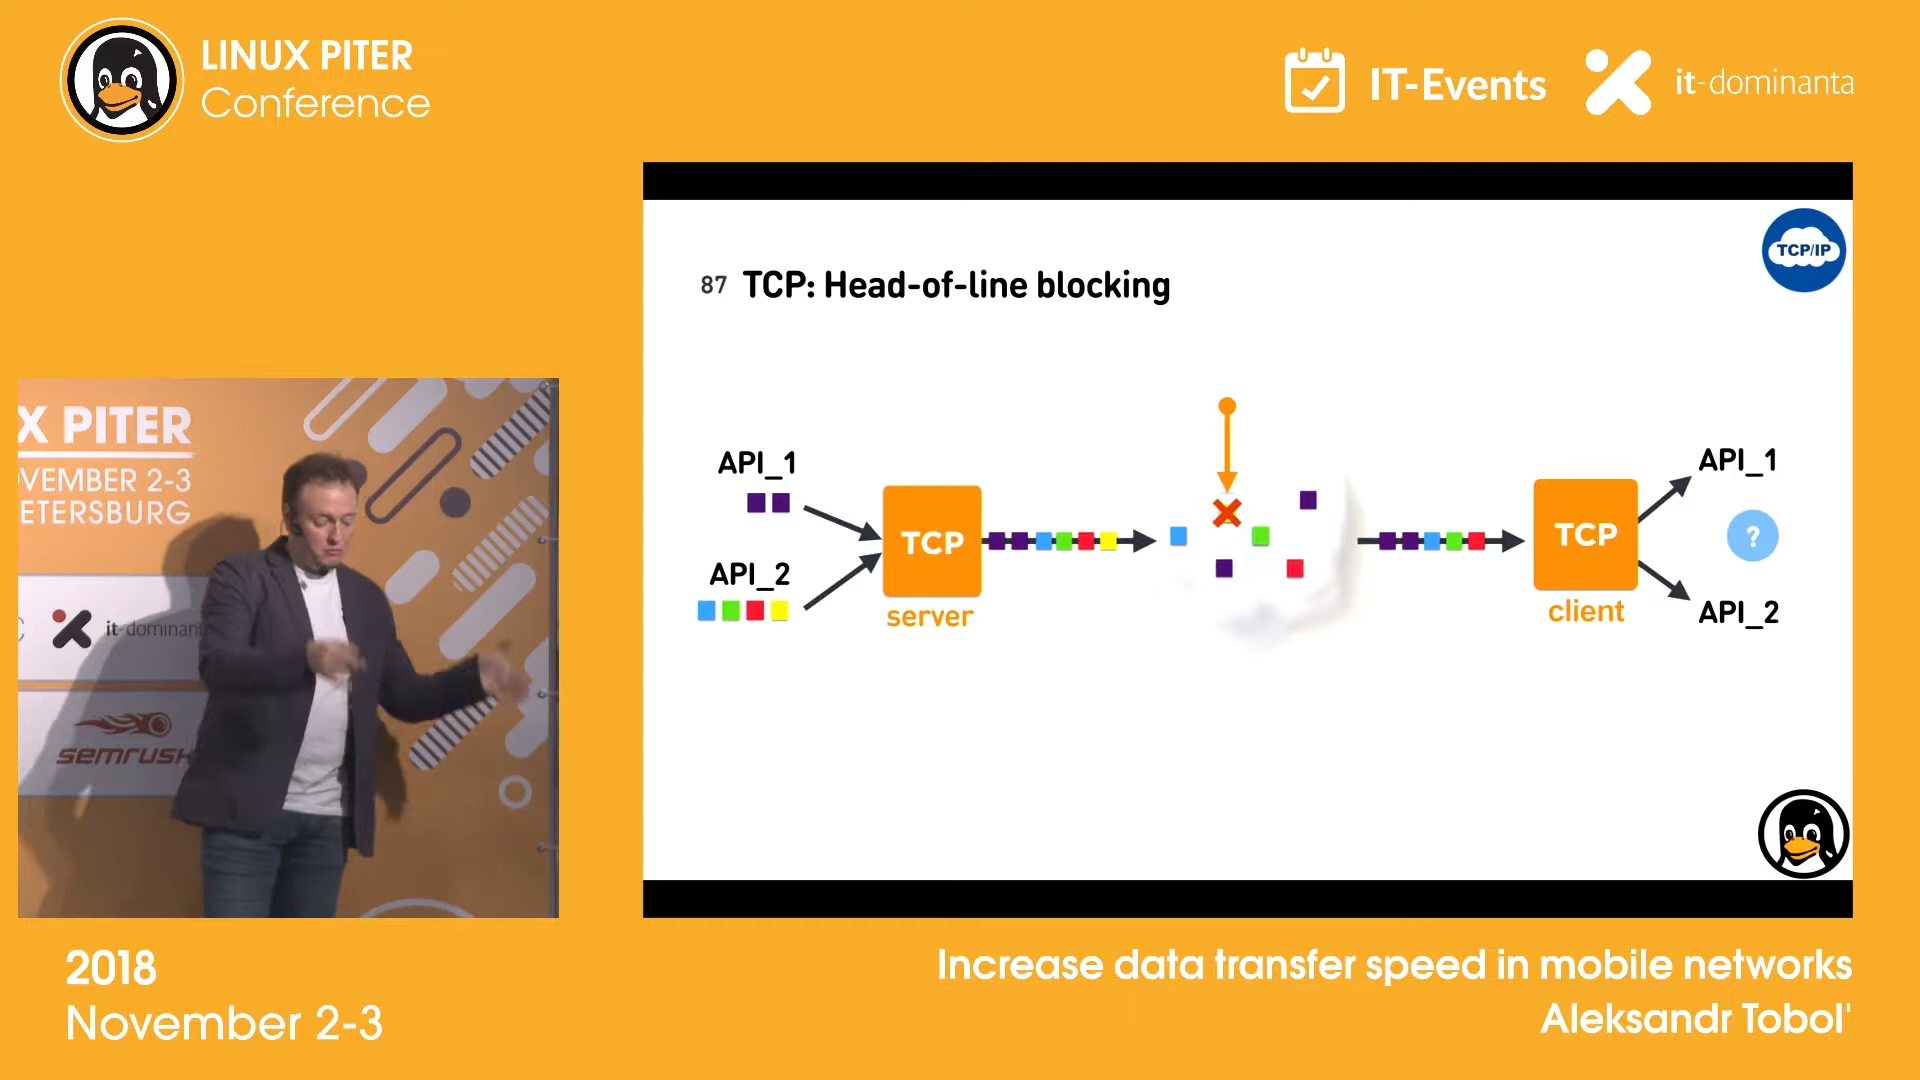 LINUX PITER
Conference
IT-Events
it-dominanta
TCP/IP
87 TCP: Head-of-line blocking
API_1
API_2
TCP
server
TCP
client
?
API_1
API_2
X PITER
VEMBER 2-3
ETERSBURG
it-dominan
semrush
2018
November 2-3
Increase data transfer speed in mobile networks
Aleksandr Tobol'